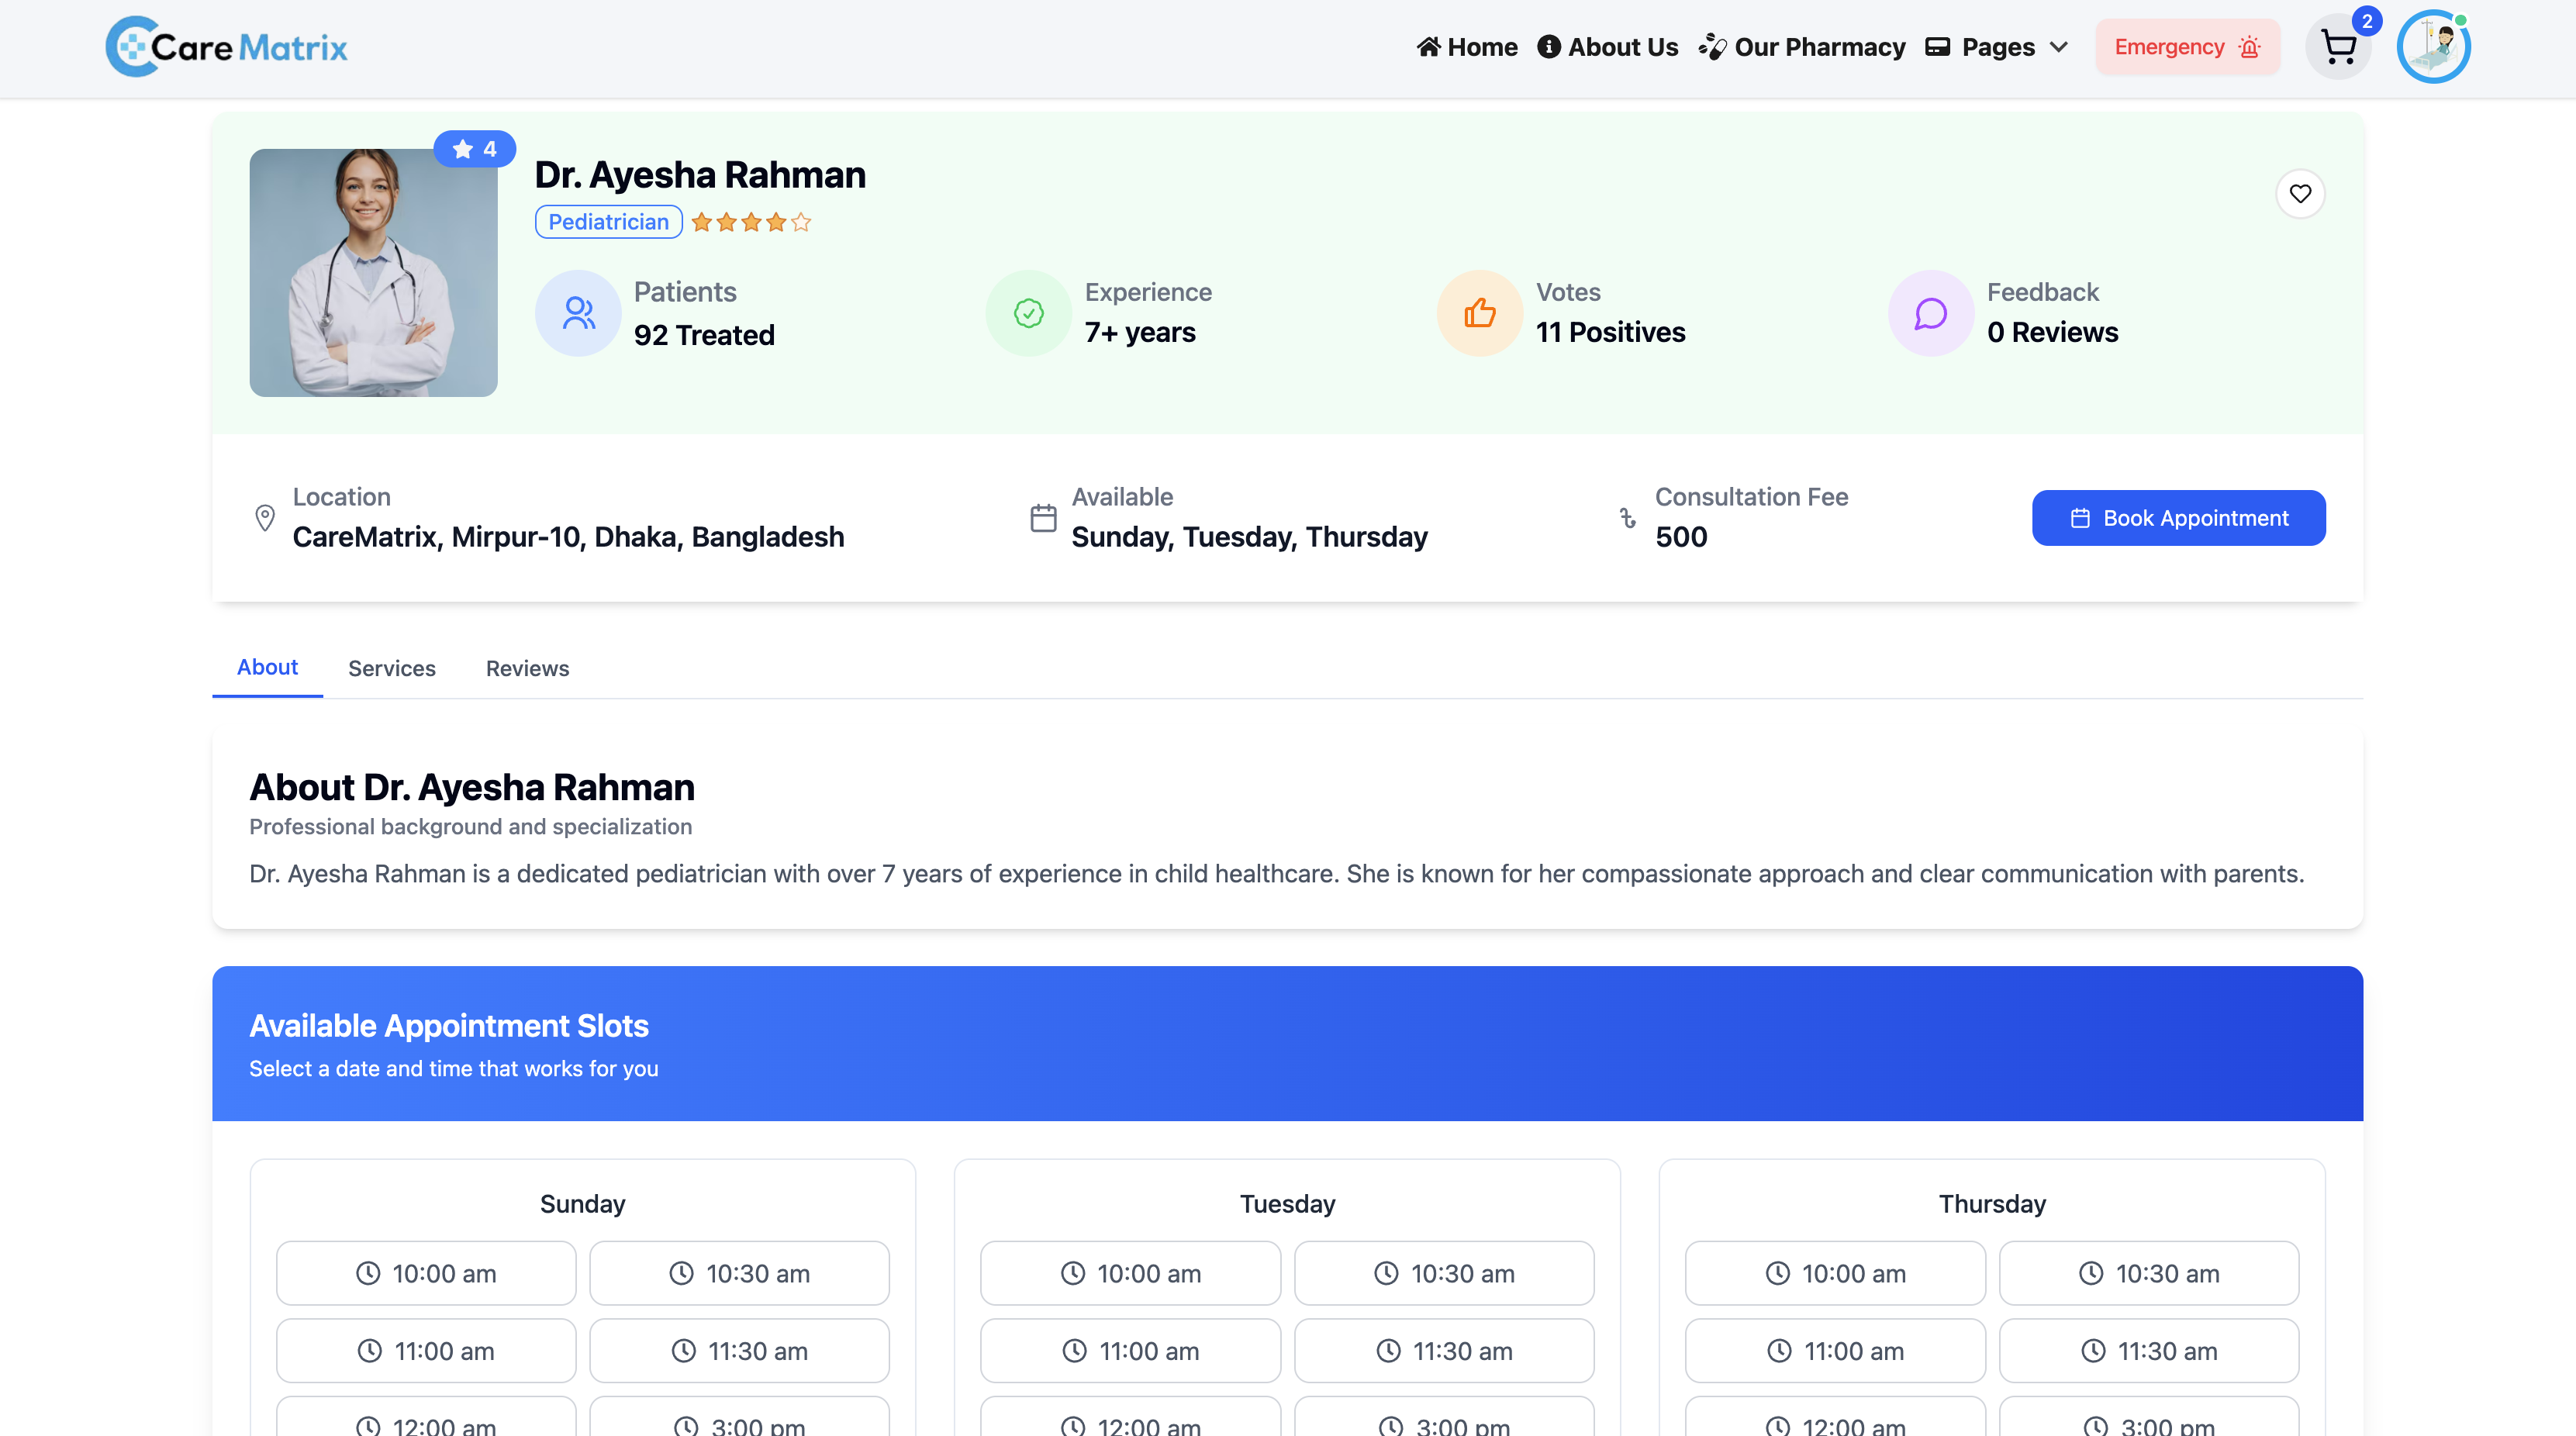 Care Matrix
Home
About Us
Our Pharmacy
Pages
Emergency
2
4
Dr. Ayesha Rahman
Pediatrician
Patients
92 Treated
Experience
7+ years
Votes
11 Positives
Feedback
0 Reviews
Location
CareMatrix, Mirpur-10, Dhaka, Bangladesh
Available
Sunday, Tuesday, Thursday
৳
Consultation Fee
500
Book Appointment
About
Services
Reviews
About Dr. Ayesha Rahman
Professional background and specialization
Dr. Ayesha Rahman is a dedicated pediatrician with over 7 years of experience in child healthcare. She is known for her compassionate approach and clear communication with parents.
Available Appointment Slots
Select a date and time that works for you
Sunday
10:00 am
10:30 am
11:00 am
11:30 am
12:00 am
3:00 pm
Tuesday
10:00 am
10:30 am
11:00 am
11:30 am
12:00 am
3:00 pm
Thursday
10:00 am
10:30 am
11:00 am
11:30 am
12:00 am
3:00 pm